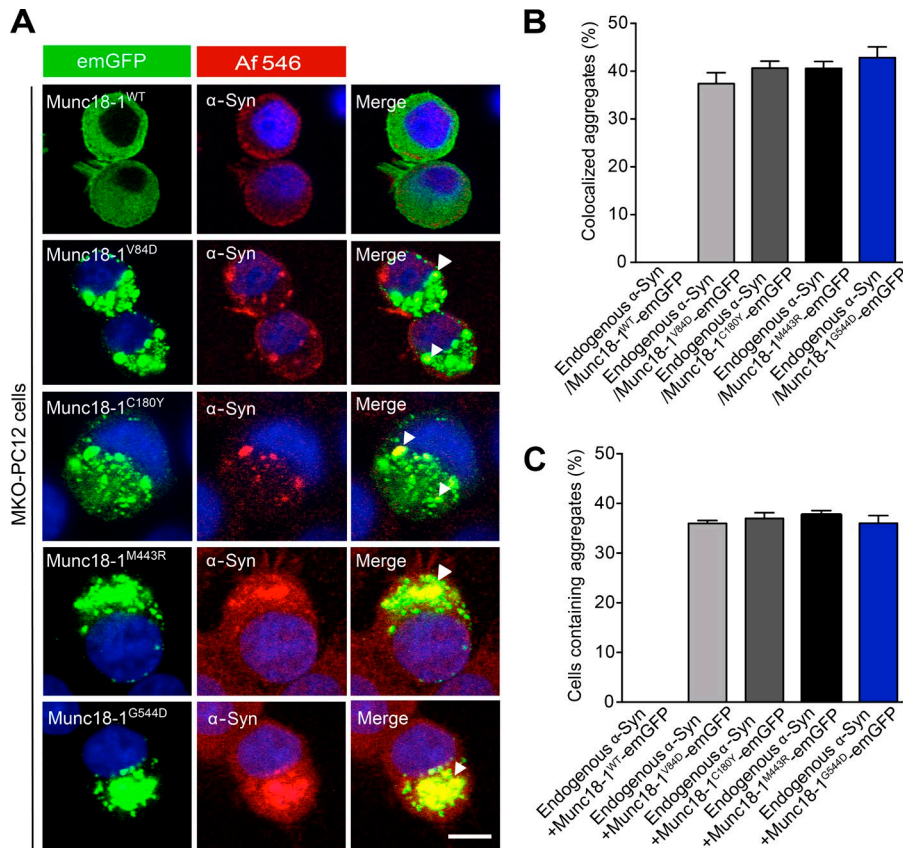 A
emGFP
Af 546
MKO-PC12 cells
Munc18-1WT
α-Syn
Merge
Munc18-1V84D
α-Syn
Merge
Munc18-1C180Y
α-Syn
Merge
Munc18-1M443R
α-Syn
Merge
Munc18-1G544D
α-Syn
Merge
B
Colocalized aggregates (%)
50
40
30
20
10
0
Endogenous α-Syn
/Munc18-1WT-emGFP
Endogenous α-Syn
/Munc18-1V84D-emGFP
Endogenous α-Syn
/Munc18-1C180Y-emGFP
Endogenous α-Syn
/Munc18-1M443R-emGFP
Endogenous α-Syn
/Munc18-1G544D-emGFP
C
Cells containing aggregates (%)
50
40
30
20
10
0
Endogenous α-Syn
+Munc18-1WT-emGFP
Endogenous α-Syn
+Munc18-1V84D-emGFP
Endogenous α-Syn
+Munc18-1C180Y-emGFP
Endogenous α-Syn
+Munc18-1M443R-emGFP
Endogenous α-Syn
+Munc18-1G544D-emGFP